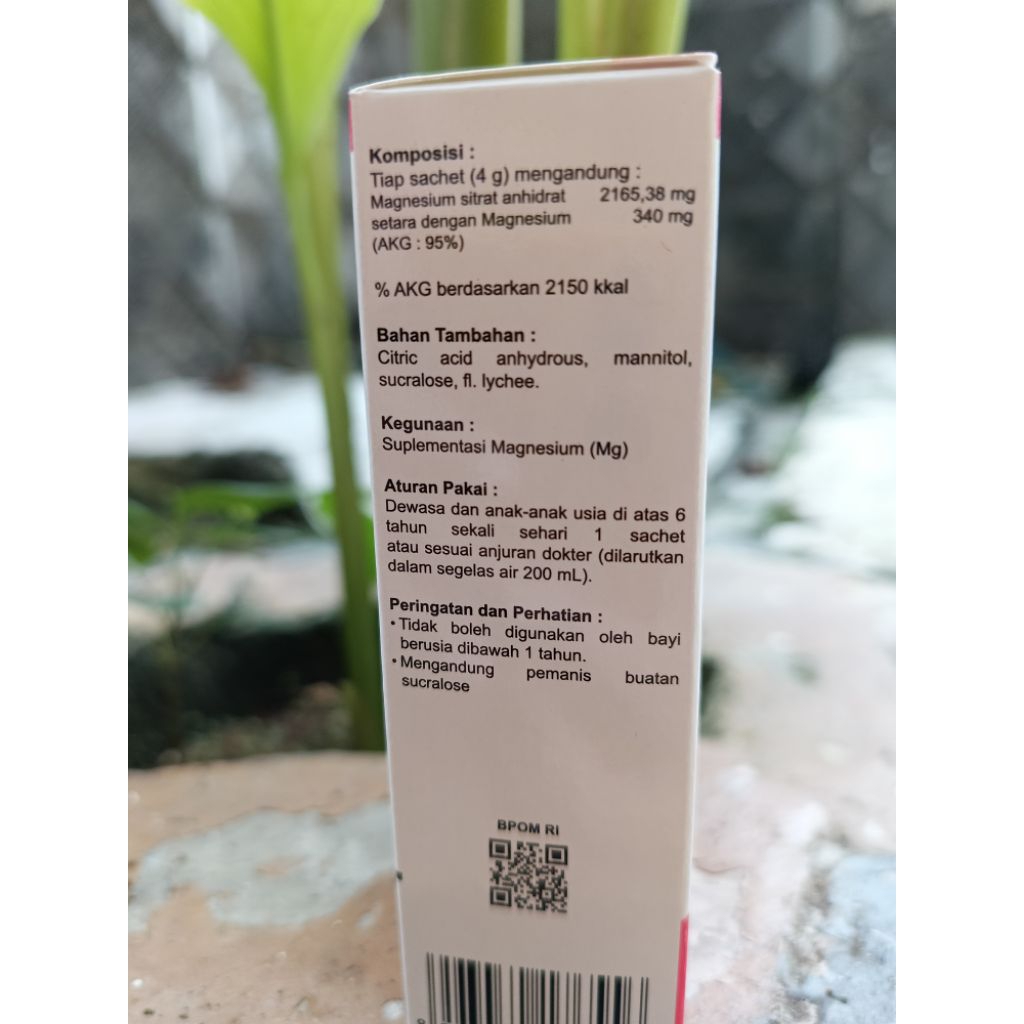 Komposisi :
Tiap sachet (4 g) mengandung :
Magnesium sitrat anhidrat 2165,38 mg
setara dengan Magnesium 340 mg
(AKG : 95%)
% AKG berdasarkan 2150 kkal
Bahan Tambahan :
Citric acid anhydrous, mannitol,
sucralose, fl. lychee.
Kegunaan :
Suplementasi Magnesium (Mg)
Aturan Pakai :
Dewasa dan anak-anak usia di atas 6
tahun sekali sehari 1 sachet
atau sesuai anjuran dokter (dilarutkan
dalam segelas air 200 mL).
Peringatan dan Perhatian :
• Tidak boleh digunakan oleh bayi
berusia dibawah 1 tahun.
• Mengandung pemanis buatan
sucralose
BPOM RI